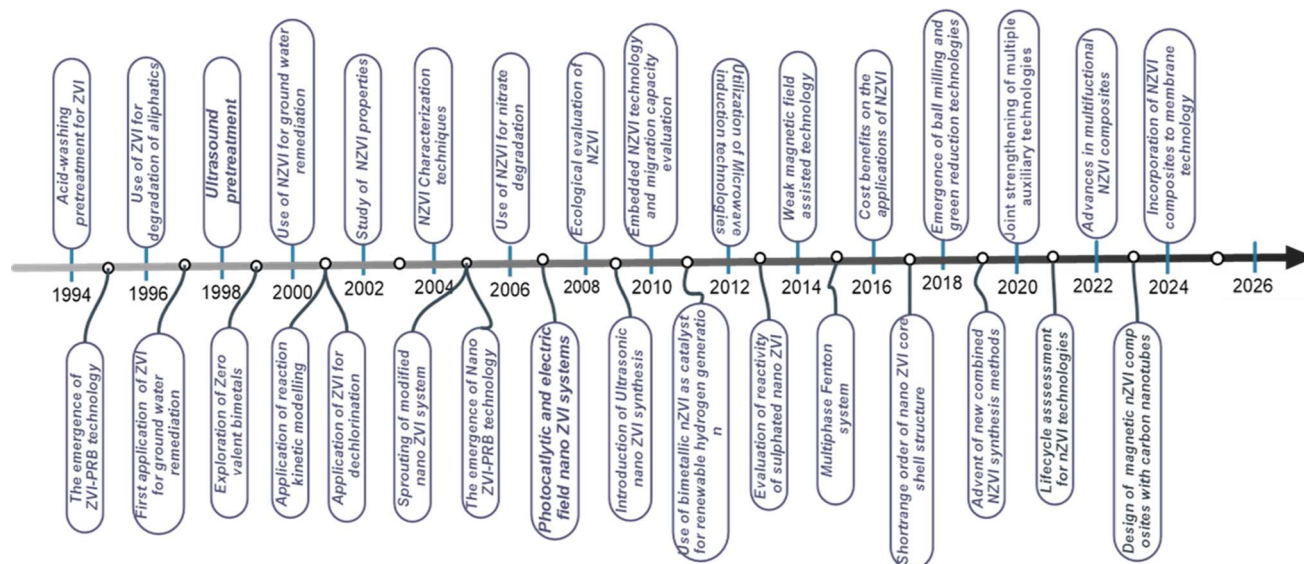 Acid-washing
pretreatment for ZVI
Use of ZVI for
degradation of aliphatics
Ultrasound
pretreatment
Use of NZVI for ground water
remediation
Study of NZVI properties
NZVI Characterization
techniques
Use of NZVI for nitrate
degradation
Ecological evaluation of
NZVI
Embedded NZVI technology
and migration capacity
evaluation
Utilization of Microwave
induction technologies
Weak magnetic field
assisted technology
Cost benefits on the
applications of NZVI
Emergence of ball milling and
green reduction technologies
Joint strengthening of multiple
auxiliary technologies
Advances in multifuctional
NZVI composites
Incorporation of NZVI
composites to membrane
technology
1994
1996
1998
2000
2002
2004
2006
2008
2010
2012
2014
2016
2018
2020
2022
2024
2026
The emergence of
ZVI-PRB technology
First application of ZVI
for ground water
remediation
Exploration of Zero
valent bimetals
Application of reaction
kinetic modelling
Application of ZVI for
dechlorination
Sprouting of modified
nano ZVI system
The emergence of Nano
ZVI-PRB technology
Photocatlytic and electric
field nano ZVI systems
Introduction of Ultrasonic
nano ZVI synthesis
Use of bimetallic nZVI as catalyst
for renewable hydrogen generatio
n
Evaluation of reactivity
of sulphated nano ZVI
Multiphase Fenton
system
Shortrange order of nano ZVI core
shell structure
Advent of new combined
NZVI synthesis methods
Lifecycle assessment
for nZVI technologies
Design of magnetic nZVI comp
osites with carbon nanotubes